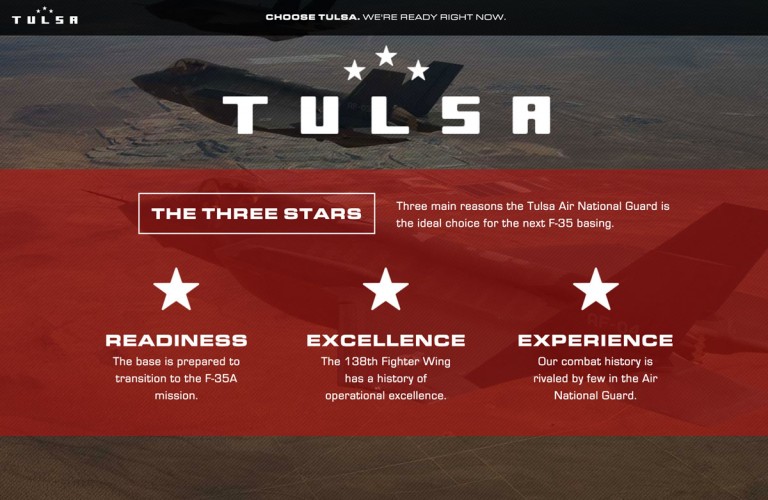 TULSA
CHOOSE TULSA. WE'RE READY RIGHT NOW.
TULSA
THE THREE STARS
Three main reasons the Tulsa Air National Guard is
the ideal choice for the next F-35 basing.
READINESS
The base is prepared to
transition to the F-35A
mission.
EXCELLENCE
The 138th Fighter Wing
has a history of
operational excellence.
EXPERIENCE
Our combat history is
rivaled by few in the Air
National Guard.